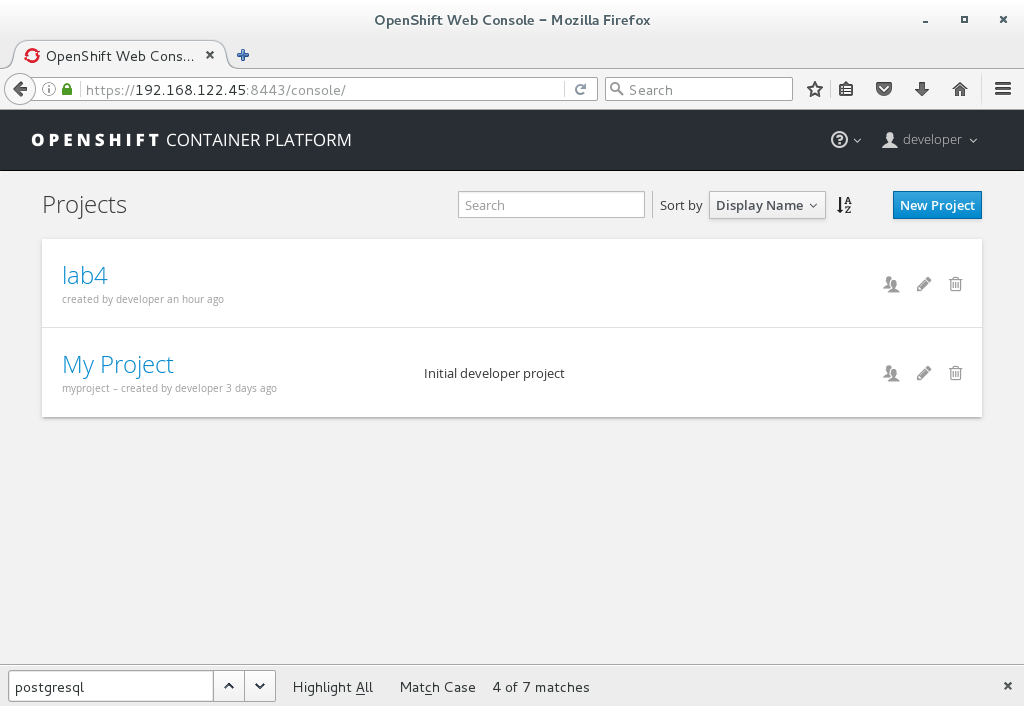 OpenShift Web Console – Mozilla Firefox
OpenShift Web Cons...
https://192.168.122.45:8443/console/
Search
OPENSHIFT CONTAINER PLATFORM
developer
Projects
Search
Sort by
Display Name
New Project
lab4
created by developer an hour ago
My Project
myproject – created by developer 3 days ago
Initial developer project
postgresql
Highlight All
Match Case
4 of 7 matches